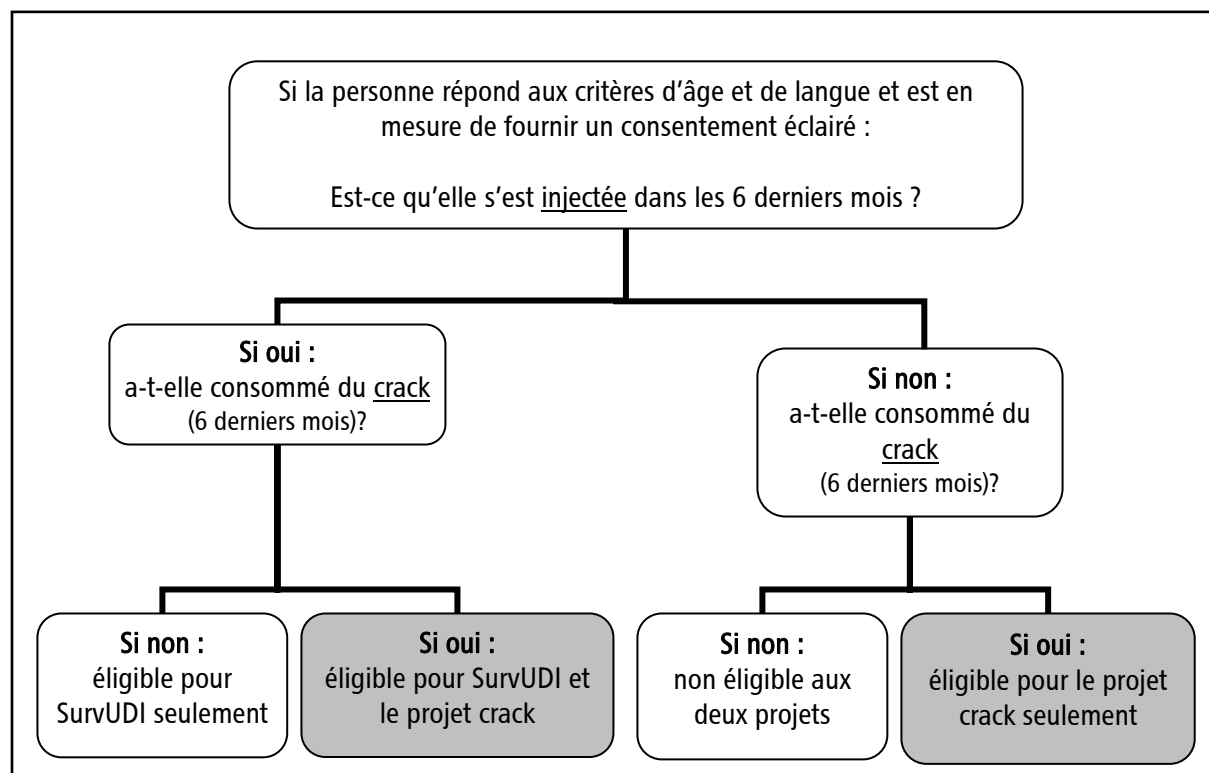 Si la personne répond aux critères d'âge et de langue et est en
mesure de fournir un consentement éclairé :
Est-ce qu'elle s'est injectée dans les 6 derniers mois ?
Si oui :
a-t-elle consommé du crack
(6 derniers mois)?
Si non :
a-t-elle consommé du
crack
(6 derniers mois)?
Si non :
éligible pour
SurvUDI seulement
Si oui :
éligible pour SurvUDI et
le projet crack
Si non :
non éligible aux
deux projets
Si oui :
éligible pour le projet
crack seulement